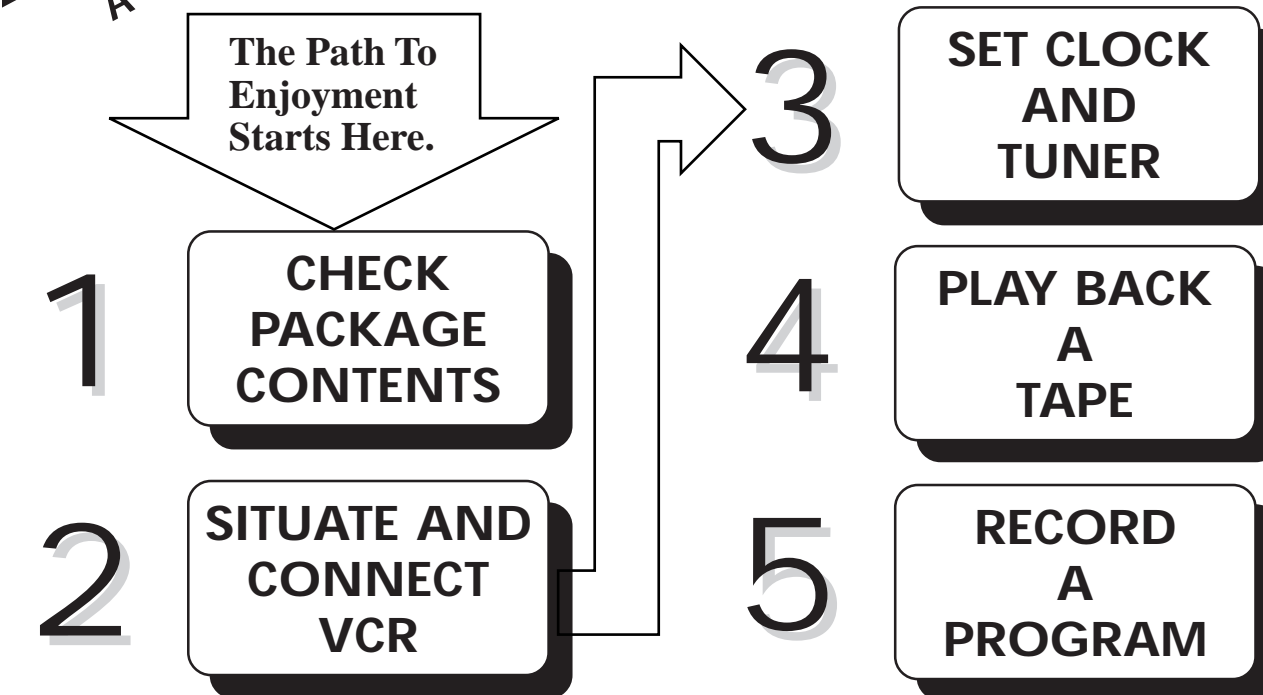 A
The Path To
Enjoyment
Starts Here.
1
CHECK
PACKAGE
CONTENTS
2
SITUATE AND
CONNECT
VCR
3
SET CLOCK
AND
TUNER
4
PLAY BACK
A
TAPE
5
RECORD
A
PROGRAM